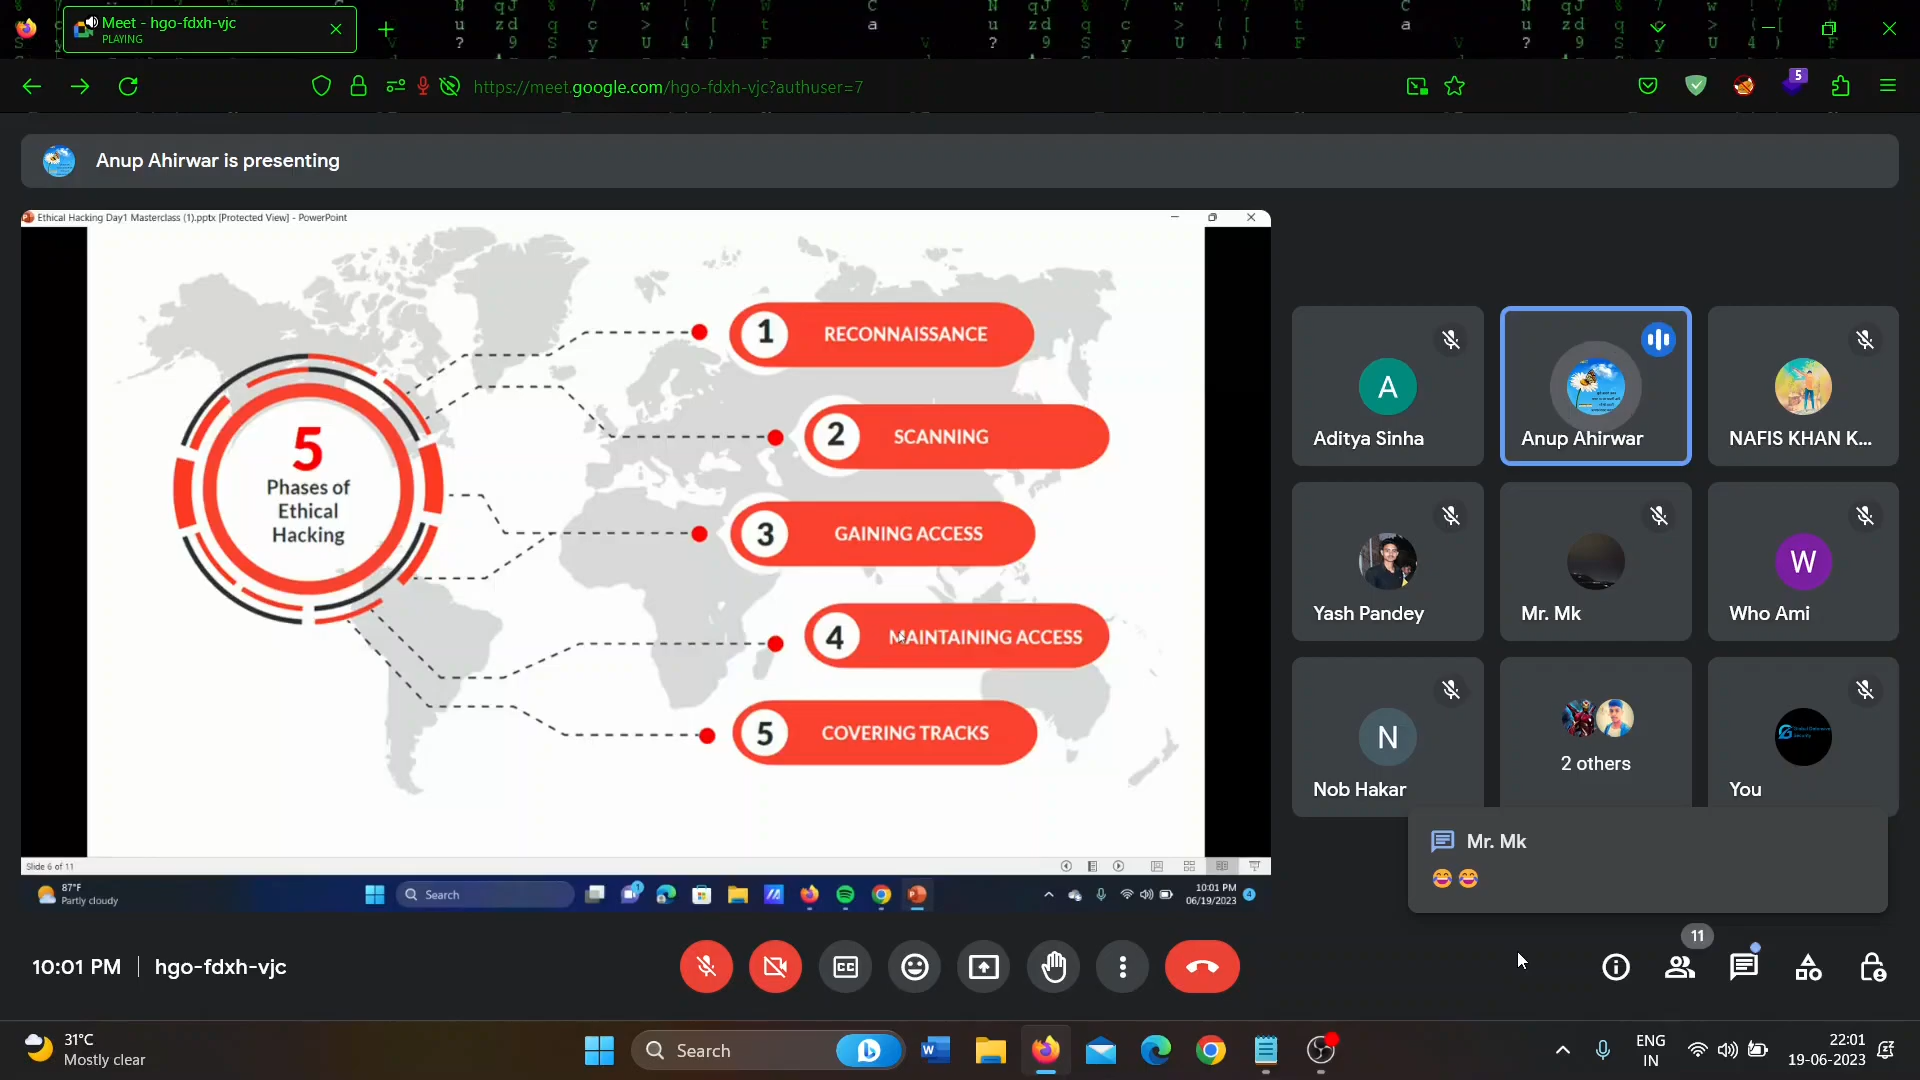 Meet - hgo-fdxh-vjc
PLAYING
https://meet.google.com/hgo-fdxh-vjc?authuser=7
5
Anup Ahirwar is presenting
Ethical Hacking Day1 Masterclass (1).pptx [Protected View] - PowerPoint
5
Phases of
Ethical
Hacking
1 RECONNAISSANCE
2 SCANNING
3 GAINING ACCESS
4 MAINTAINING ACCESS
5 COVERING TRACKS
Slide 6 of 11
87°F
Partly cloudy
Search
1
10:01 PM
06/19/2023
4
A
Aditya Sinha
Anup Ahirwar
NAFIS KHAN K...
Yash Pandey
Mr. Mk
W
Who Ami
N
Nob Hakar
2 others
You
Mr. Mk
😂 😂
10:01 PM | hgo-fdxh-vjc
11
31°C
Mostly clear
Search
ENG
IN
22:01
19-06-2023